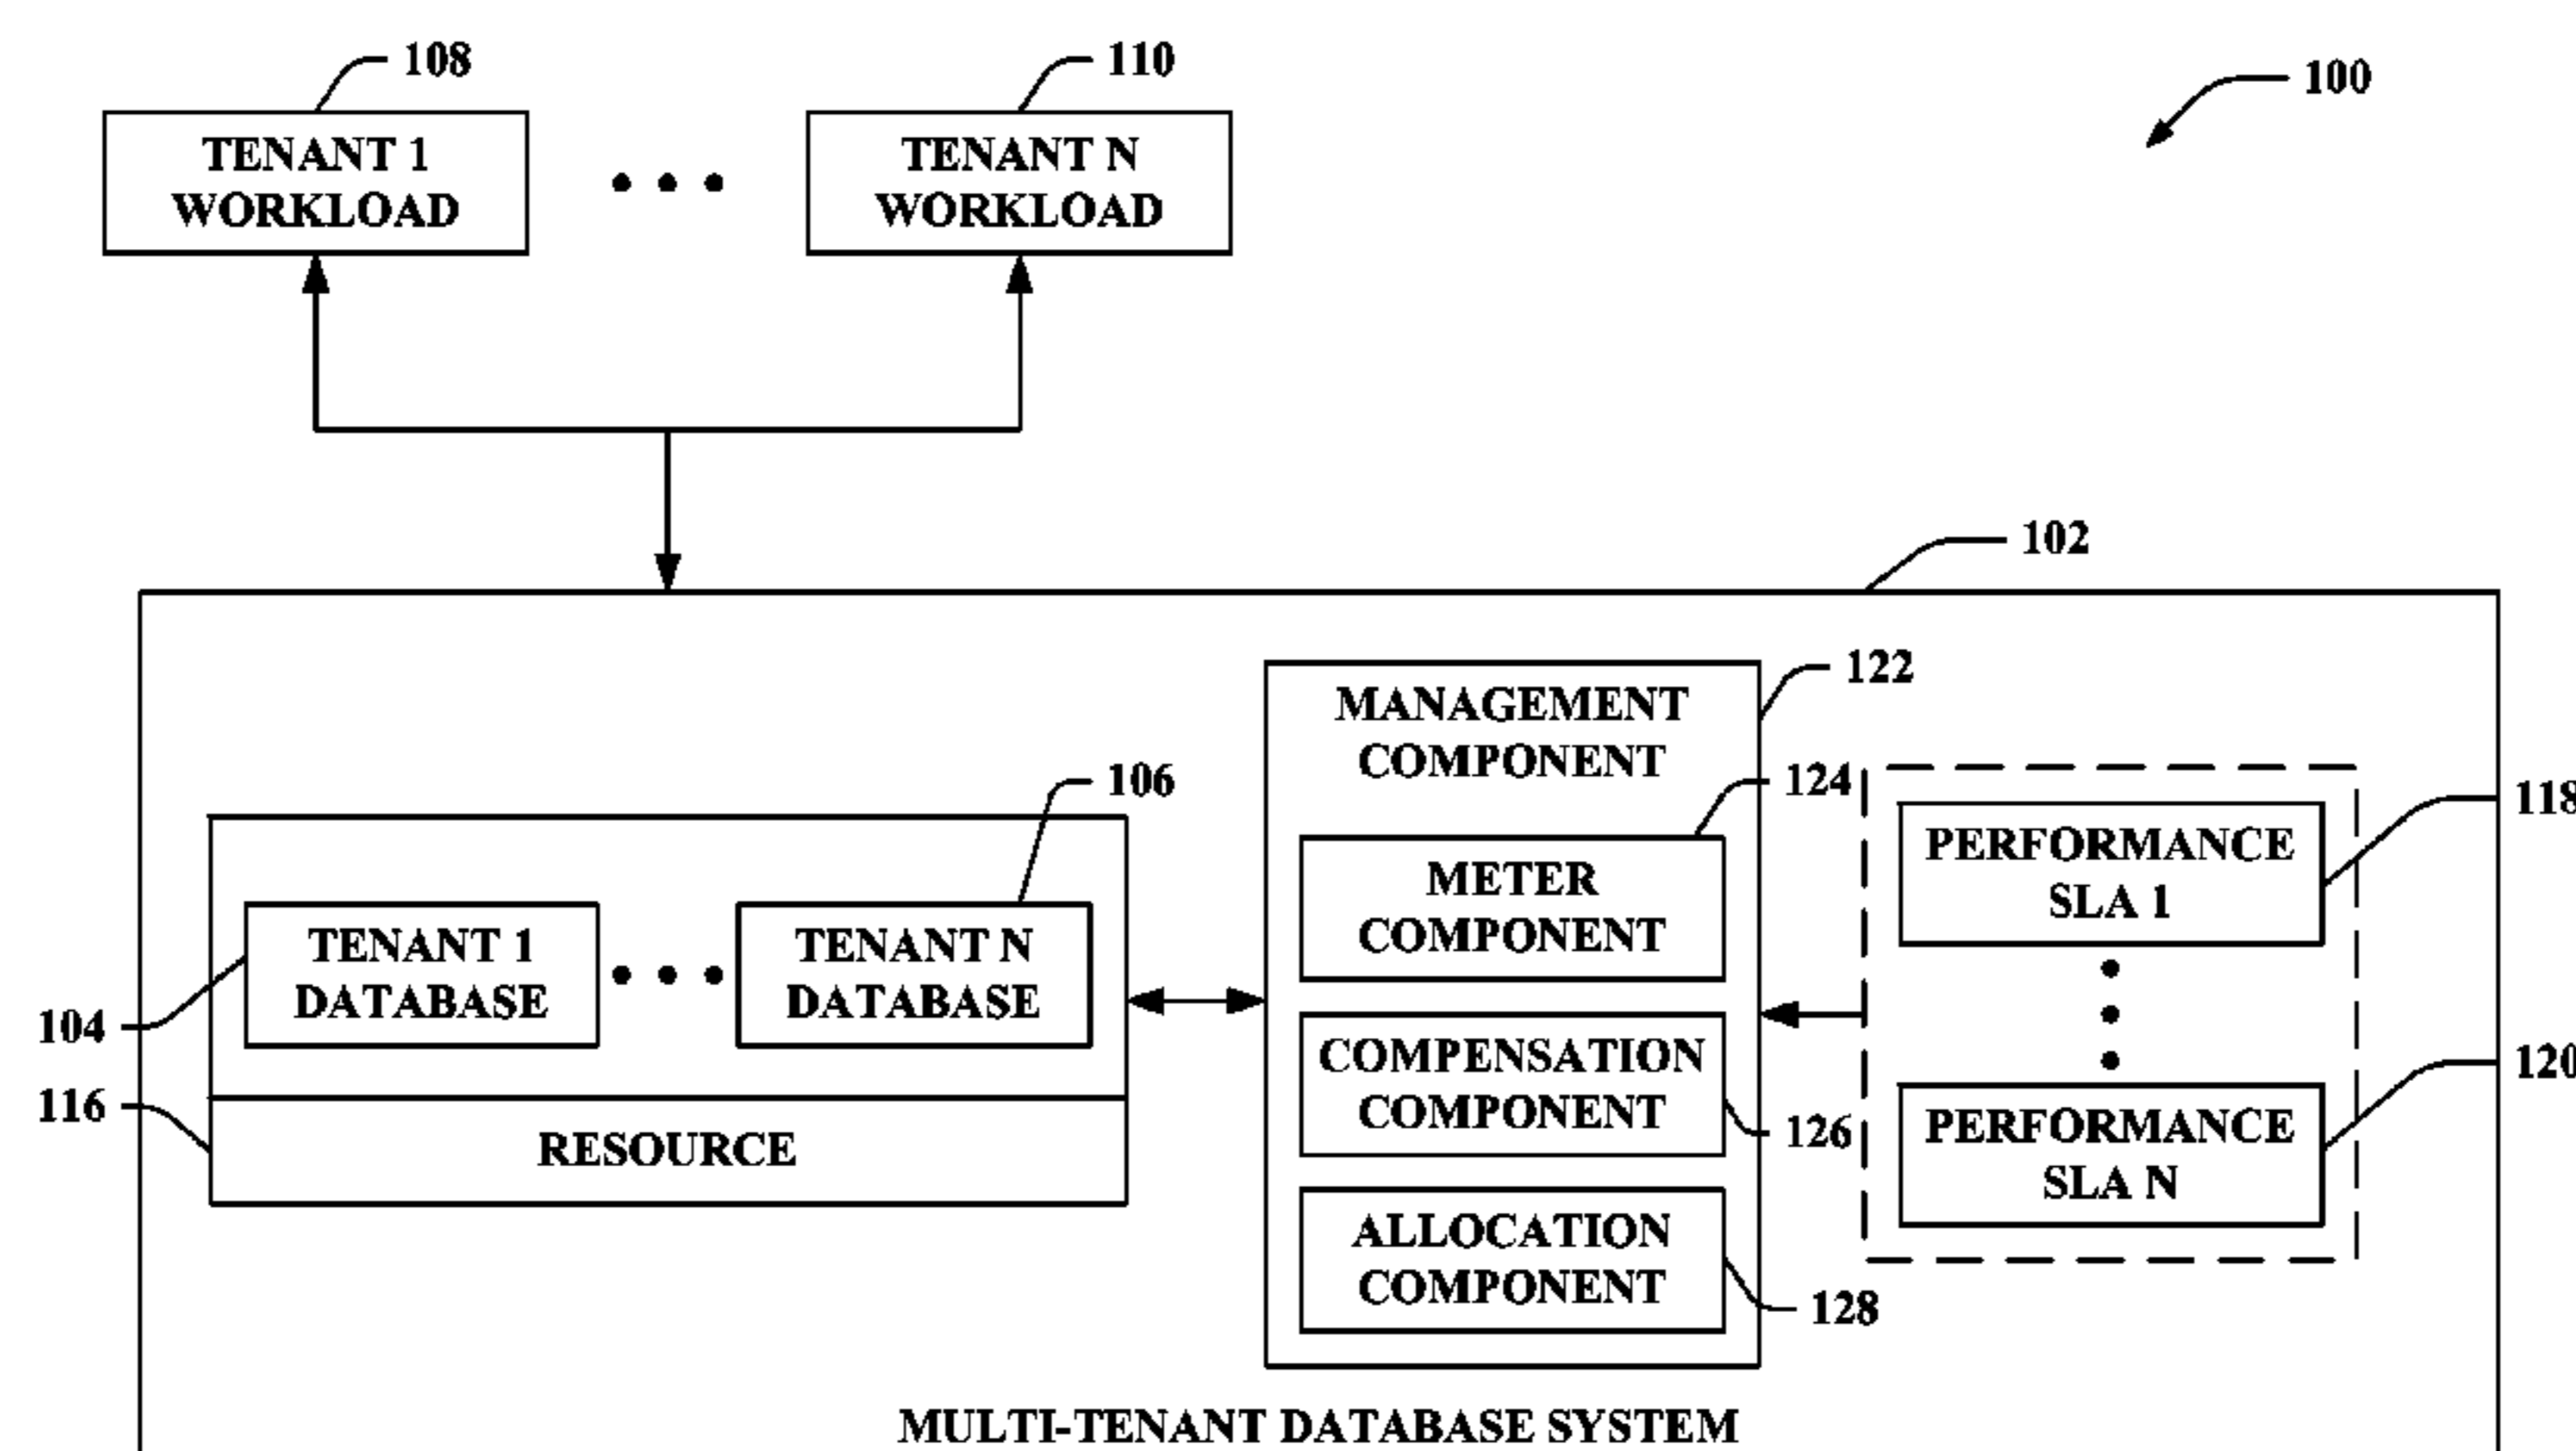 108
110
100
TENANT 1
WORKLOAD
TENANT N
WORKLOAD
102
122
MANAGEMENT
COMPONENT
106
124
118
PERFORMANCE
SLA 1
METER
COMPONENT
TENANT 1
DATABASE
TENANT N
DATABASE
104
COMPENSATION
COMPONENT
120
116
126
PERFORMANCE
SLA N
RESOURCE
ALLOCATION
COMPONENT
128
MULTI-TENANT DATABASE SYSTEM